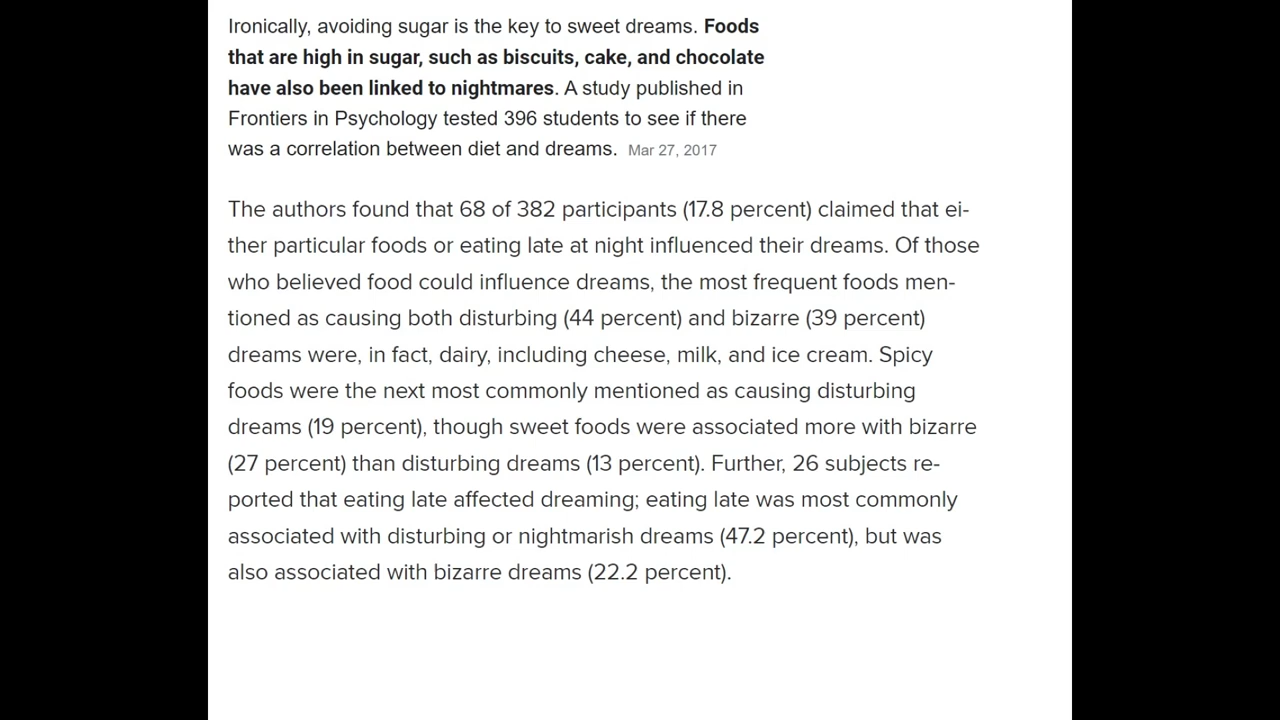 Ironically, avoiding sugar is the key to sweet dreams. Foods
that are high in sugar, such as biscuits, cake, and chocolate
have also been linked to nightmares. A study published in
Frontiers in Psychology tested 396 students to see if there
was a correlation between diet and dreams. Mar 27, 2017
The authors found that 68 of 382 participants (17.8 percent) claimed that ei-
ther particular foods or eating late at night influenced their dreams. Of those
who believed food could influence dreams, the most frequent foods men-
tioned as causing both disturbing (44 percent) and bizarre (39 percent)
dreams were, in fact, dairy, including cheese, milk, and ice cream. Spicy
foods were the next most commonly mentioned as causing disturbing
dreams (19 percent), though sweet foods were associated more with bizarre
(27 percent) than disturbing dreams (13 percent). Further, 26 subjects re-
ported that eating late affected dreaming; eating late was most commonly
associated with disturbing or nightmarish dreams (47.2 percent), but was
also associated with bizarre dreams (22.2 percent).